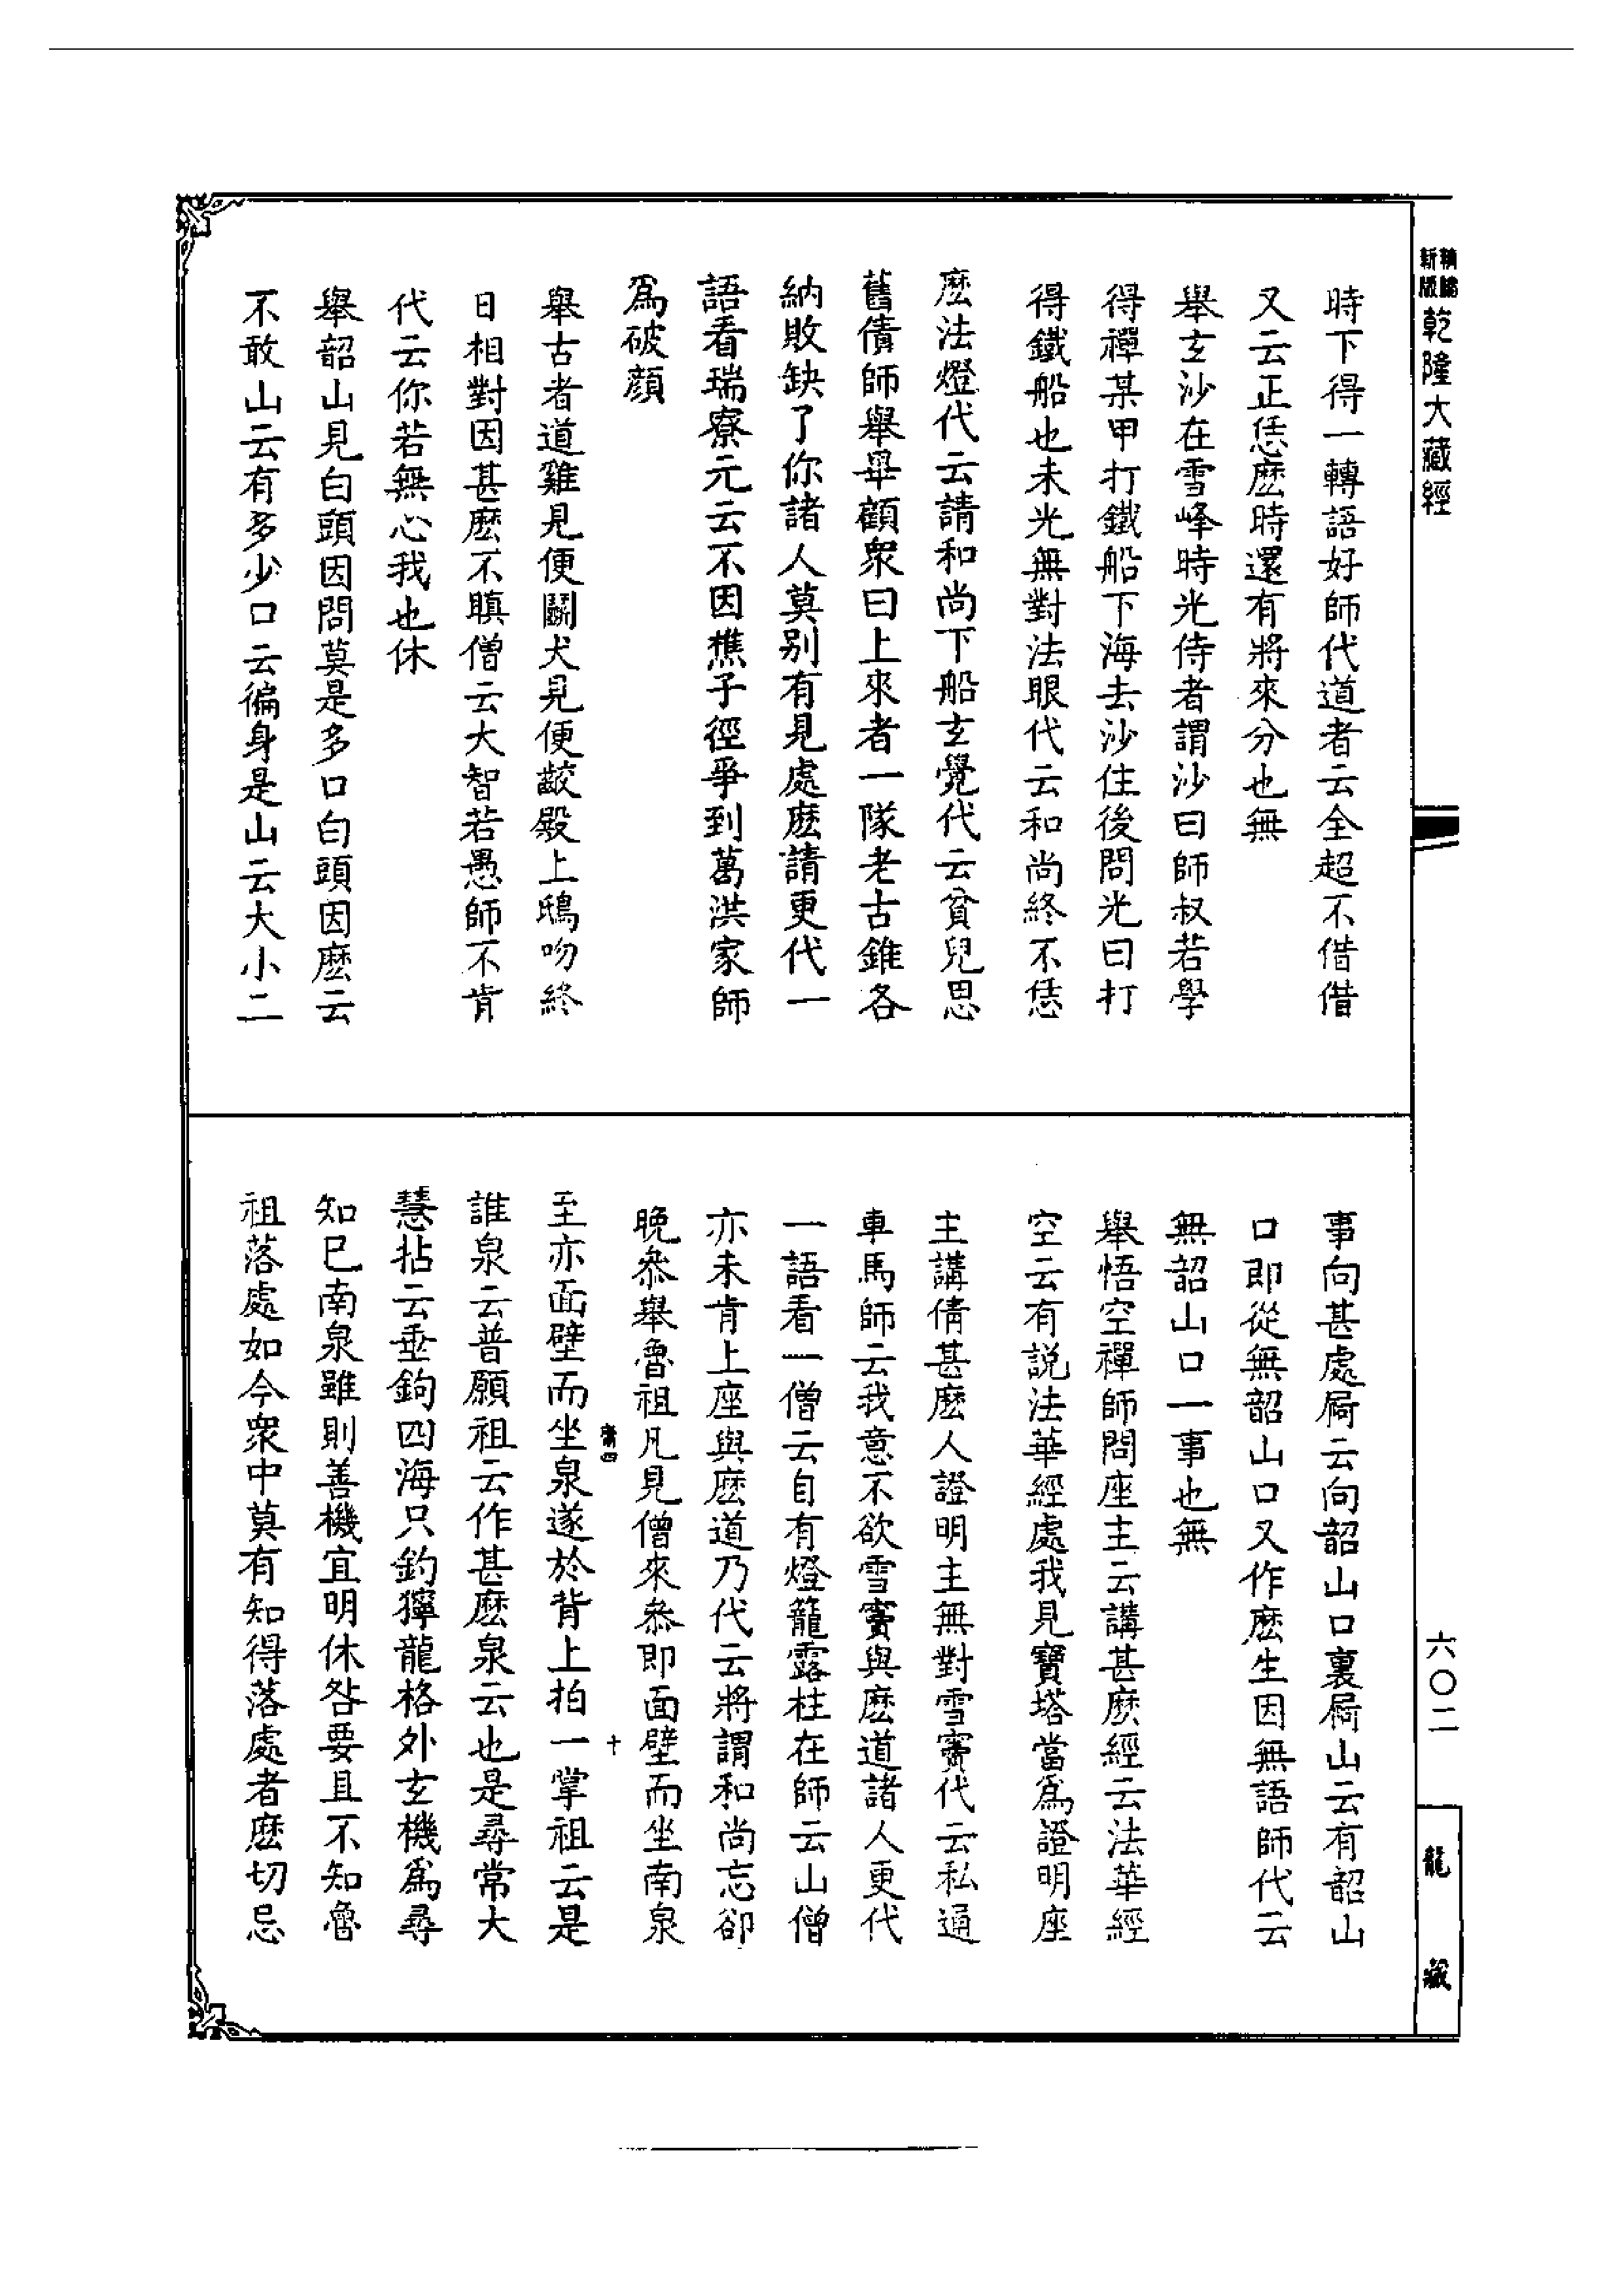 新編縮版乾隆大藏經
時下得一轉語好師代道者云全超不借借
又云正恁麽時還有將來分也無
舉玄沙在雪峰時光侍者謂沙曰師叔若學
得禪某甲打鐵船下海去沙住後問光曰打
得鐵船也未光無對法眼代云和尚終不恁
麽法燈代云請和尚下船玄覺代云貧兒思
舊債師舉畢顧衆曰上來者一隊老古錐各
納敗缺了你諸人莫别有見處麽請更代一
語看瑞寮元云不因樵子徑爭到葛洪家師
爲破顔
舉古者道雞見便鬭犬見便齩殿上鴟吻終
日相對因甚麽不瞋僧云大智若愚師不肯
代云你若無心我也休
舉韶山見白頭因問莫是多口白頭因麽云
不敢山云有多少口云徧身是山云大小二
事向甚處屙云向韶山口裏屙山云有韶山
口即從無韶山口又作麽生因無語師代云
無韶山口一事也無
舉悟空禪師問座主云講甚麽經云法華經
空云有説法華經處我見寶塔當爲證明座
主講倩甚麽人證明主無對雪竇代云私通
車馬師云我意不欲雪竇與麽道諸人更代
一語看一僧云自有燈籠露柱在師云山僧
亦未肯上座與麽道乃代云將謂和尚忘卻
晚叅舉魯祖凡見僧來叅即面壁而坐南泉
至亦面壁而坐泉遂於背上拍一掌祖云是
誰泉云普願祖云作甚麽泉云也是尋常大
慧拈云垂鉤四海只釣獰龍格外玄機爲尋
知已南泉雖則善機宜明休咎要且不知魯
祖落處如今衆中莫有知得落處者麽切忌
十
六〇二
龍藏